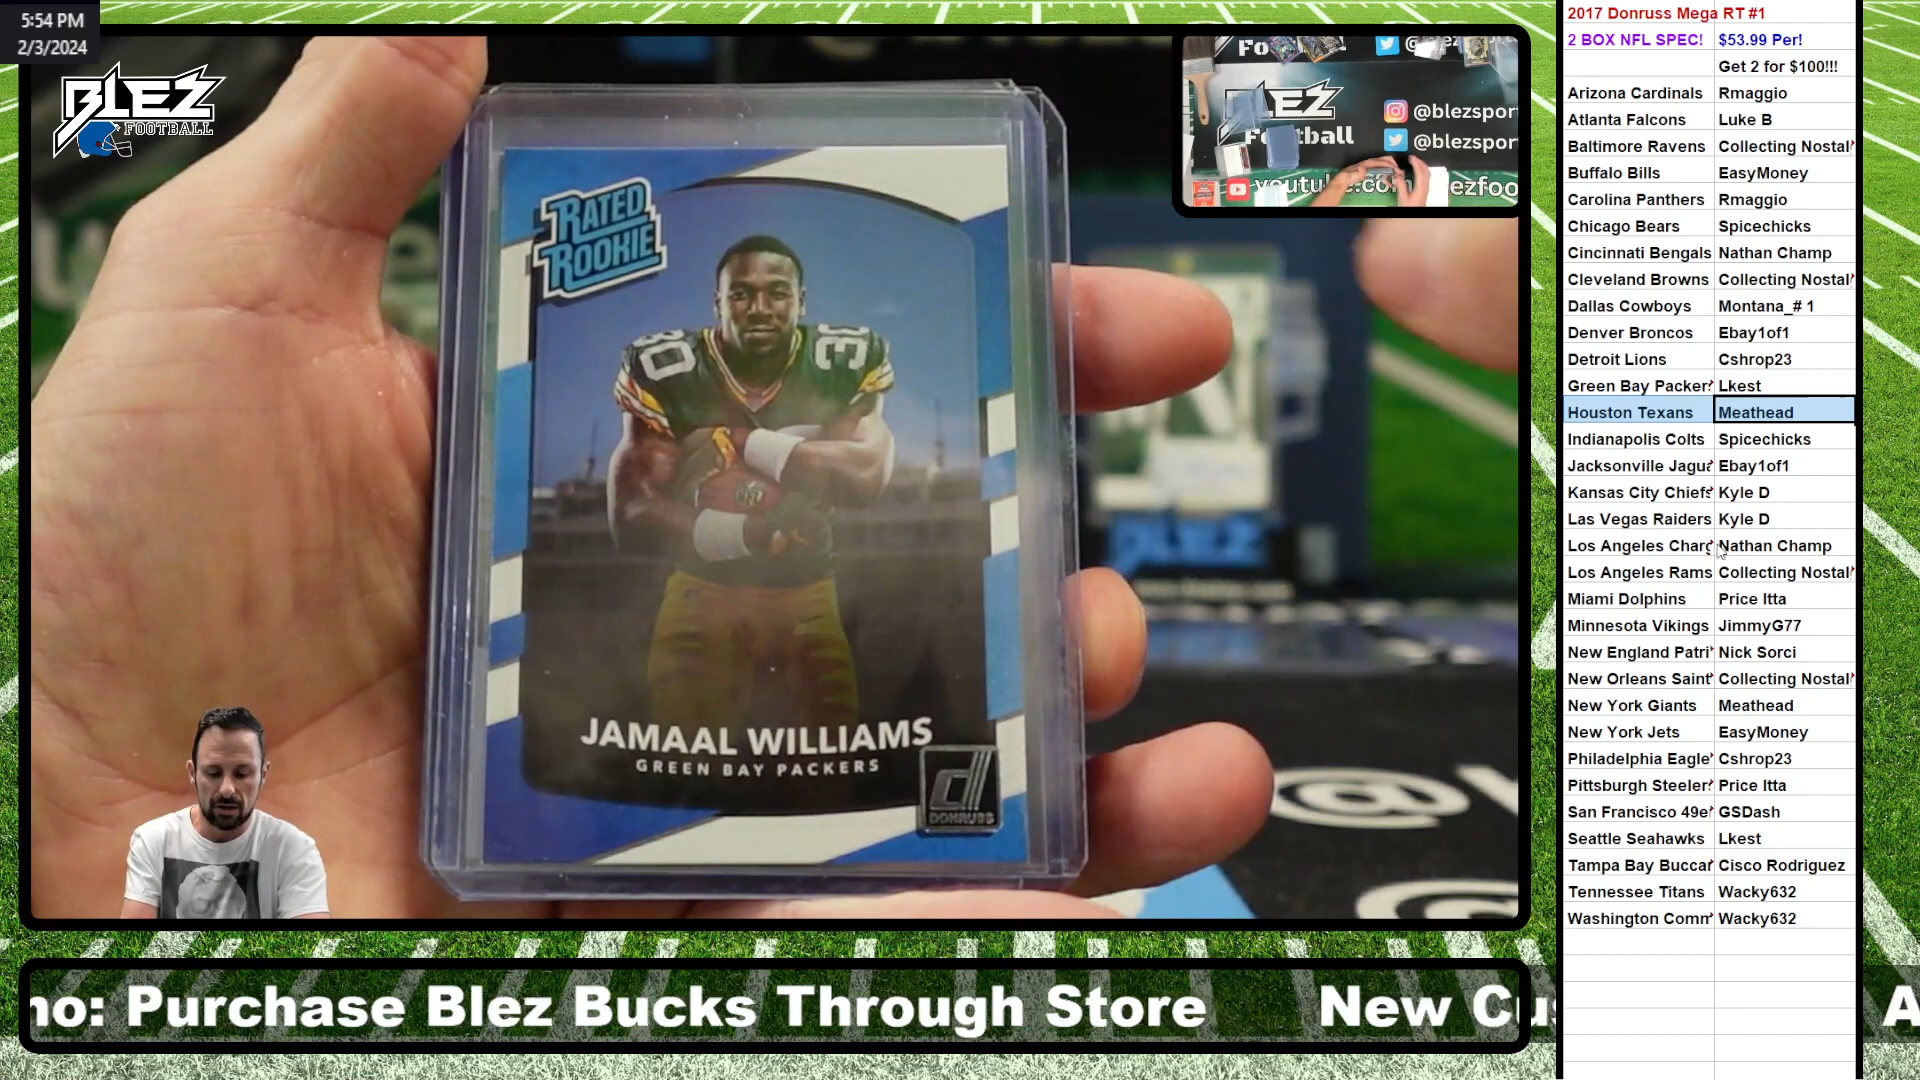 5:54 PM
2/3/2024
BLEZ
FOOTBALL
RATED
ROOKIE
30
JAMAAL WILLIAMS
GREEN BAY PACKERS
DONRUSS
BLEZ
Football
@blezspor
@blezspor
2017 Donruss Mega RT #1
2 BOX NFL SPEC! $53.99 Per!
Get 2 for $100!!!
Arizona Cardinals Rmaggio
Atlanta Falcons Luke B
Baltimore Ravens Collecting Nostal
Buffalo Bills EasyMoney
Carolina Panthers Rmaggio
Chicago Bears Spicechicks
Cincinnati Bengals Nathan Champ
Cleveland Browns Collecting Nostal
Dallas Cowboys Montana_# 1
Denver Broncos Ebay1of1
Detroit Lions Cshrop23
Green Bay Packer Lkest
Houston Texans Meathead
Indianapolis Colts Spicechicks
Jacksonville Jagua Ebay1of1
Kansas City Chiefs Kyle D
Las Vegas Raiders Kyle D
Los Angeles Charg Nathan Champ
Los Angeles Rams Collecting Nostal
Miami Dolphins Price Itta
Minnesota Vikings JimmyG77
New England Patri Nick Sorci
New Orleans Saint Collecting Nostal
New York Giants Meathead
New York Jets EasyMoney
Philadelphia Eagle Cshrop23
Pittsburgh Steeler Price Itta
San Francisco 49e GSDash
Seattle Seahawks Lkest
Tampa Bay Buccan Cisco Rodriguez
Tennessee Titans Wacky632
Washington Comm Wacky632
no: Purchase Blez Bucks Through Store New Cus A